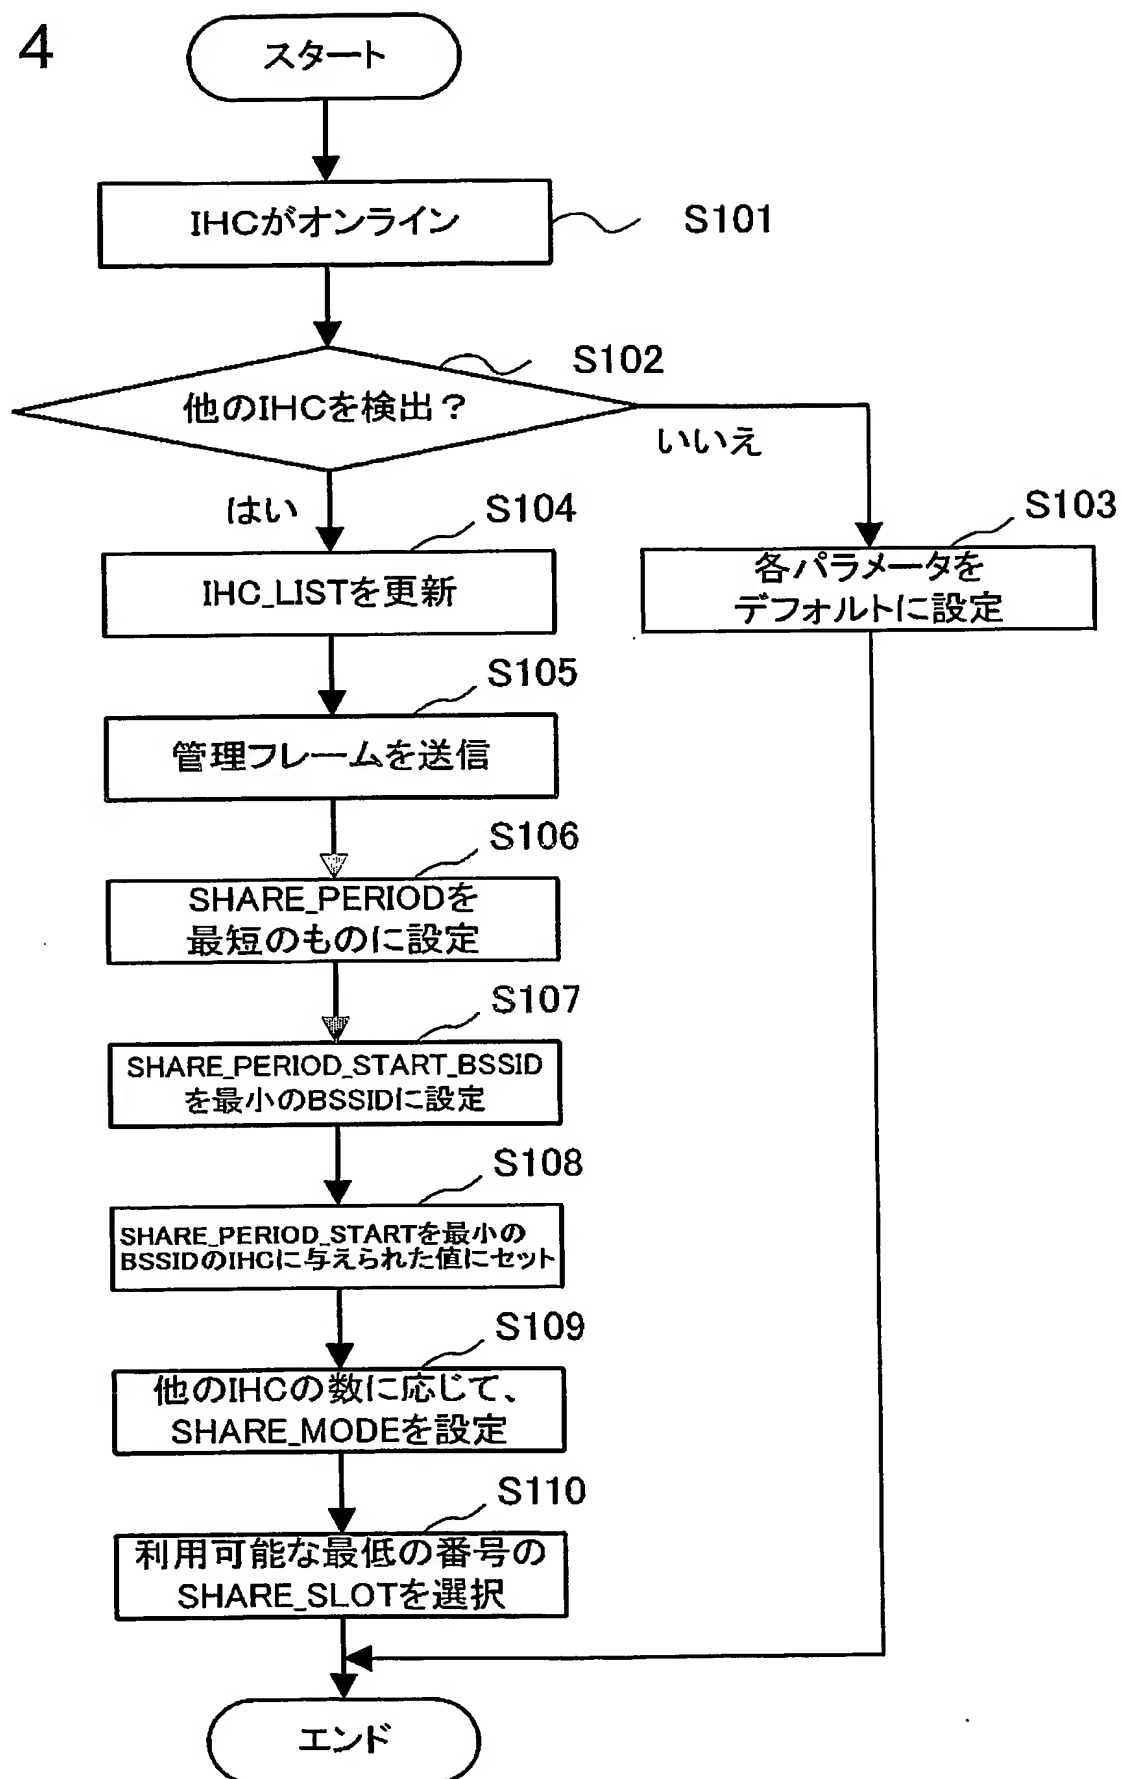 4
スタート
IHCがオンライン
S101
S102
他のIHCを検出?
いいえ
はい
S104
S103
IHC_LISTを更新
各パラメータを
デフォルトに設定
S105
管理フレームを送信
S106
SHARE_PERIODを
最短のものに設定
S107
SHARE_PERIOD_START_BSSID
を最小のBSSIDに設定
S108
SHARE_PERIOD_STARTを最小の
BSSIDのIHCに与えられた値にセット
S109
他のIHCの数に応じて、
SHARE_MODEを設定
S110
利用可能な最低の番号の
SHARE_SLOTを選択
エンド